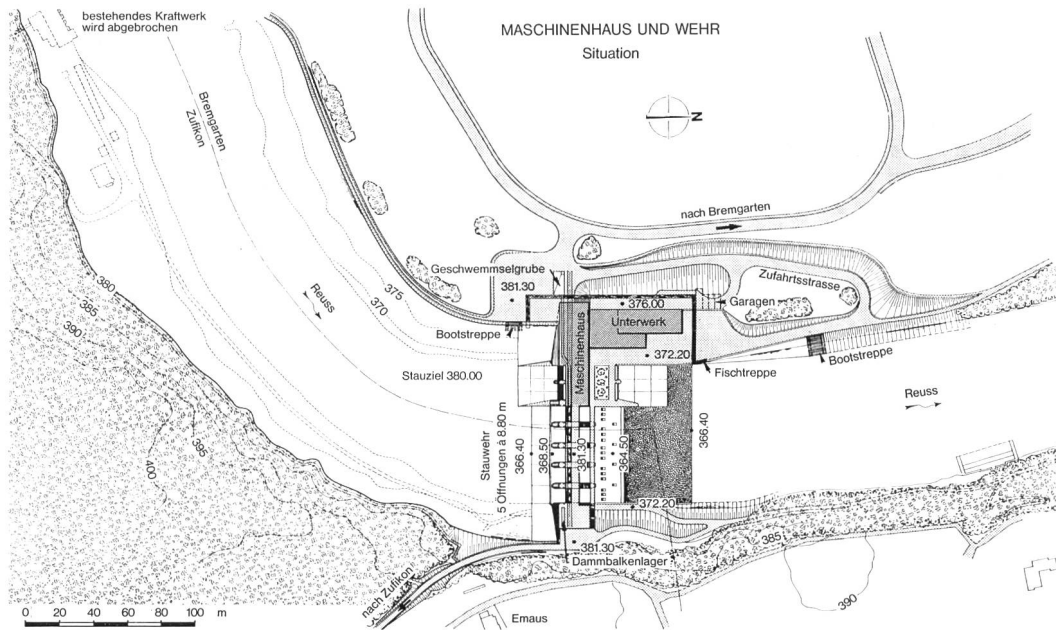 bestehendes Kraftwerk
wird abgebrochen
MASCHINENHAUS UND WEHR
Situation
N
Bremgarten
Zufikon
nach Bremgarten
Geschwemmselgrube
381.30
Zufahrtsstrasse
375
370
380
385
390
395
400
Reuss
376.00
Garagen
Unterwerk
Maschinenhaus
Bootstreppe
372.20
Fischtreppe
Bootstreppe
Stauziel 380.00
Reuss
Stauwehr
5 Öffnungen à 8.80 m
366.40
368.50
381.30
364.50
366.40
372.20
385
381.30
Dammbalkenlager
nach Zufikon
390
Emaus
0 20 40 60 80 100 m